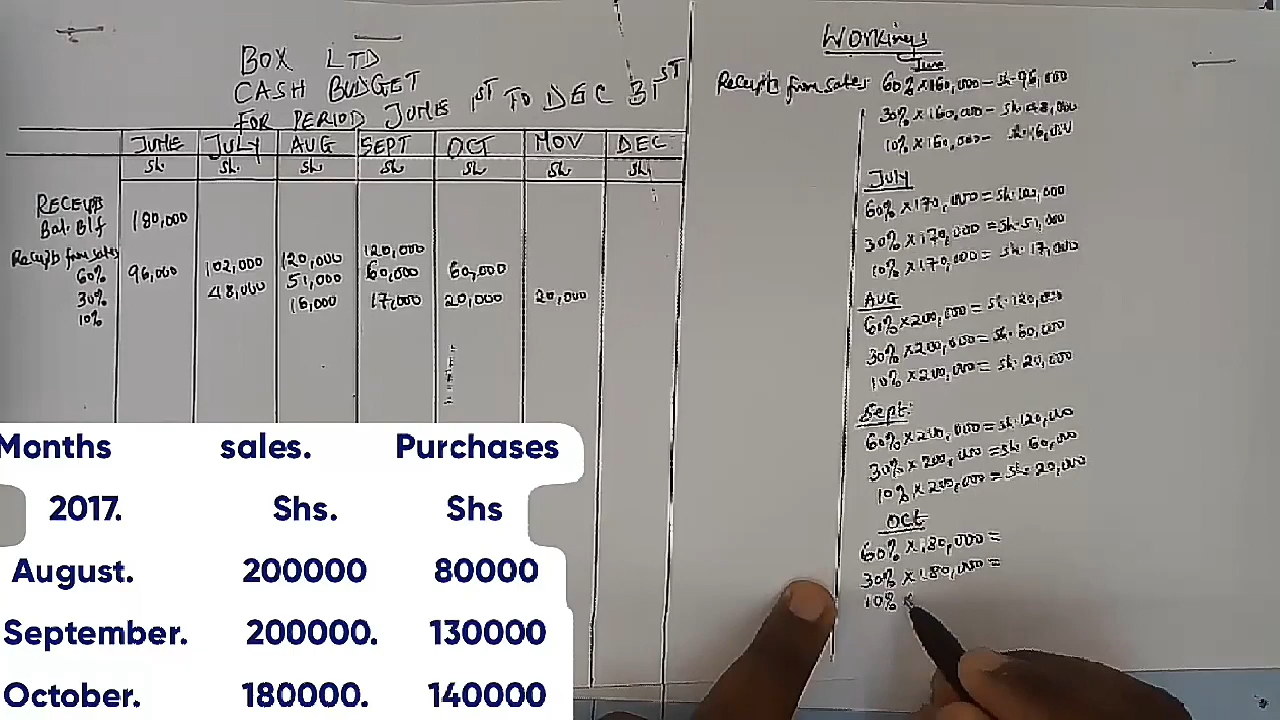 BOX LTD
CASH BUDGET
FOR PERIOD JUNE 1ST TO DEC 31ST
JUNE JULY AUG SEPT OCT NOV DEC
sh. sh. sh. sh. sh. sh. sh.
RECEIPTS
Bal. B/f 180,000
Receipts from sales
60% 96,000 102,000 120,000 120,000
30% 48,000 51,000 60,000 60,000
10% 16,000 17,000 20,000 20,000
Months sales. Purchases
2017. Shs. Shs
August. 200000 80000
September. 200000. 130000
October. 180000. 140000
Workings
June
Receipts from sales 60% × 160,000 – sh. 96,000
30% × 160,000 – sh. 48,000
10% × 160,000 – sh. 16,000
July
60% × 170,000 = sh. 102,000
30% × 170,000 = sh. 51,000
10% × 170,000 = sh. 17,000
AUG
60% × 200,000 = sh. 120,000
30% × 200,000 = sh. 60,000
10% × 200,000 = sh. 20,000
Sept:
60% × 200,000 = sh. 120,000
30% × 200,000 = sh. 60,000
10% × 200,000 = sh. 20,000
OCT
60% × 180,000 =
30% × 180,000 =
10%